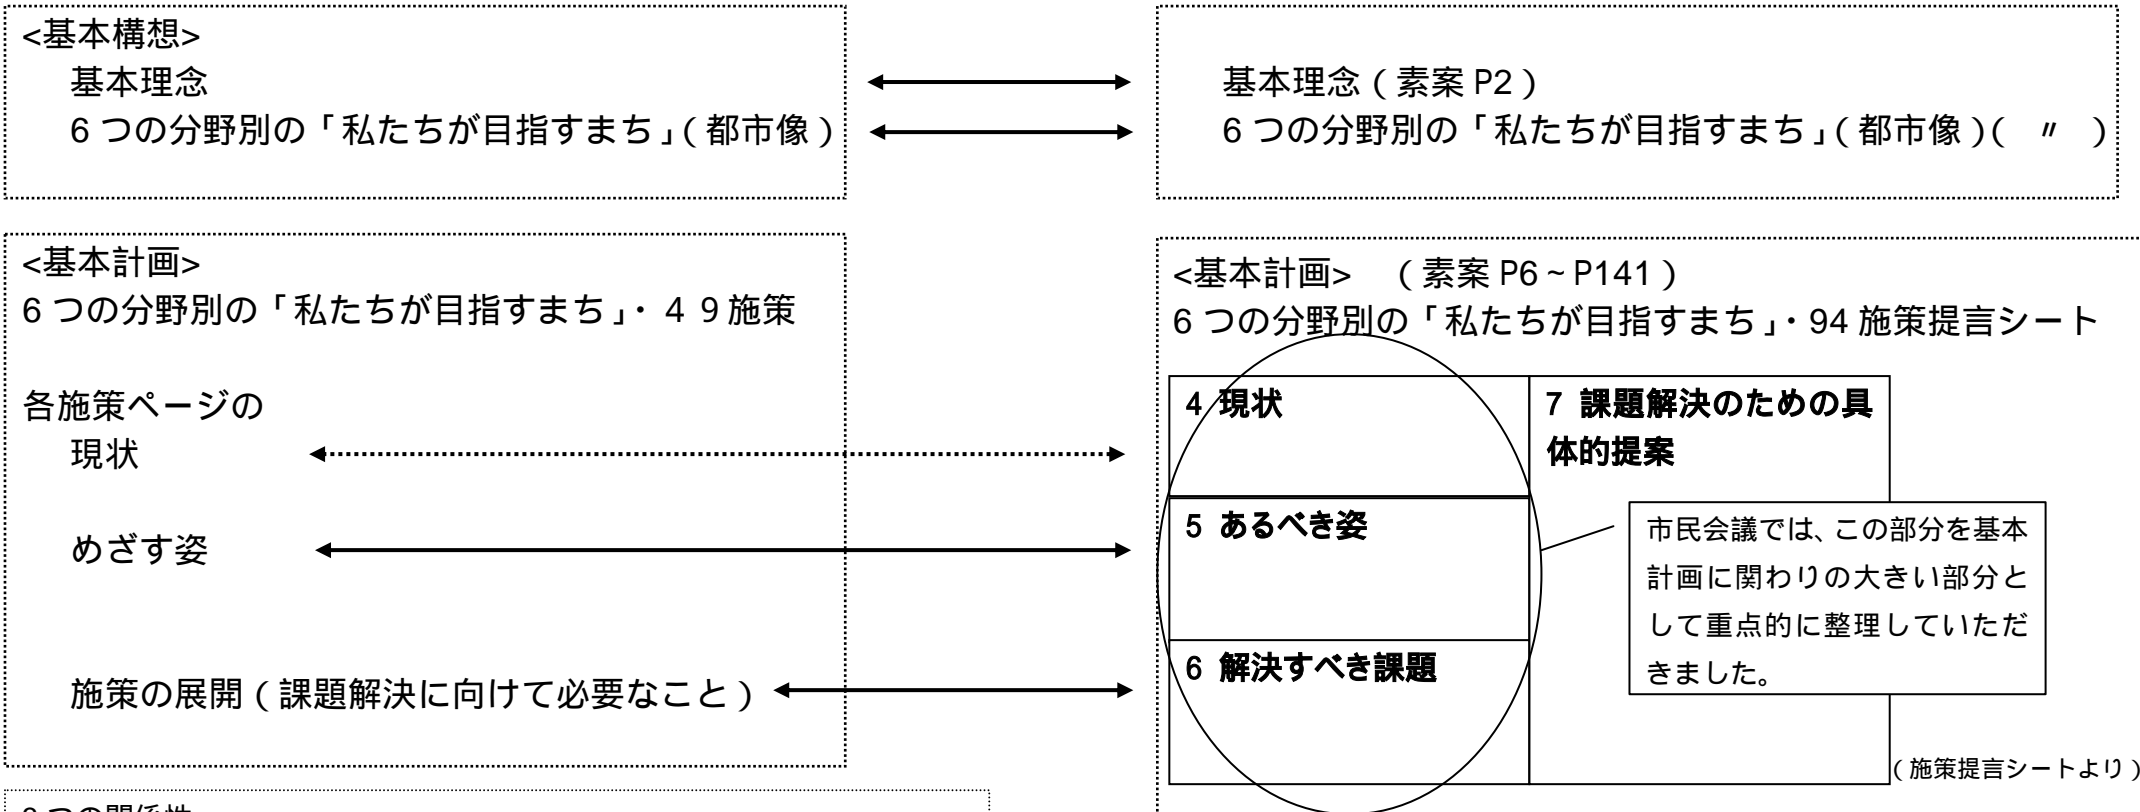 <基本構想>
基本理念
6つの分野別の「私たちが目指すまち」(都市像)
基本理念(素案 P2)
6つの分野別の「私たちが目指すまち」(都市像)( 〃 )
<基本計画>
6つの分野別の「私たちが目指すまち」・49施策
各施策ページの
現状
めざす姿
施策の展開(課題解決に向けて必要なこと)
<基本計画> (素案 P6~P141)
6つの分野別の「私たちが目指すまち」・94施策提言シート
4 現状
5 あるべき姿
6 解決すべき課題
7 課題解決のための具
体的提案
市民会議では、この部分を基本
計画に関わりの大きい部分と
して重点的に整理していただ
きました。
(施策提言シートより)